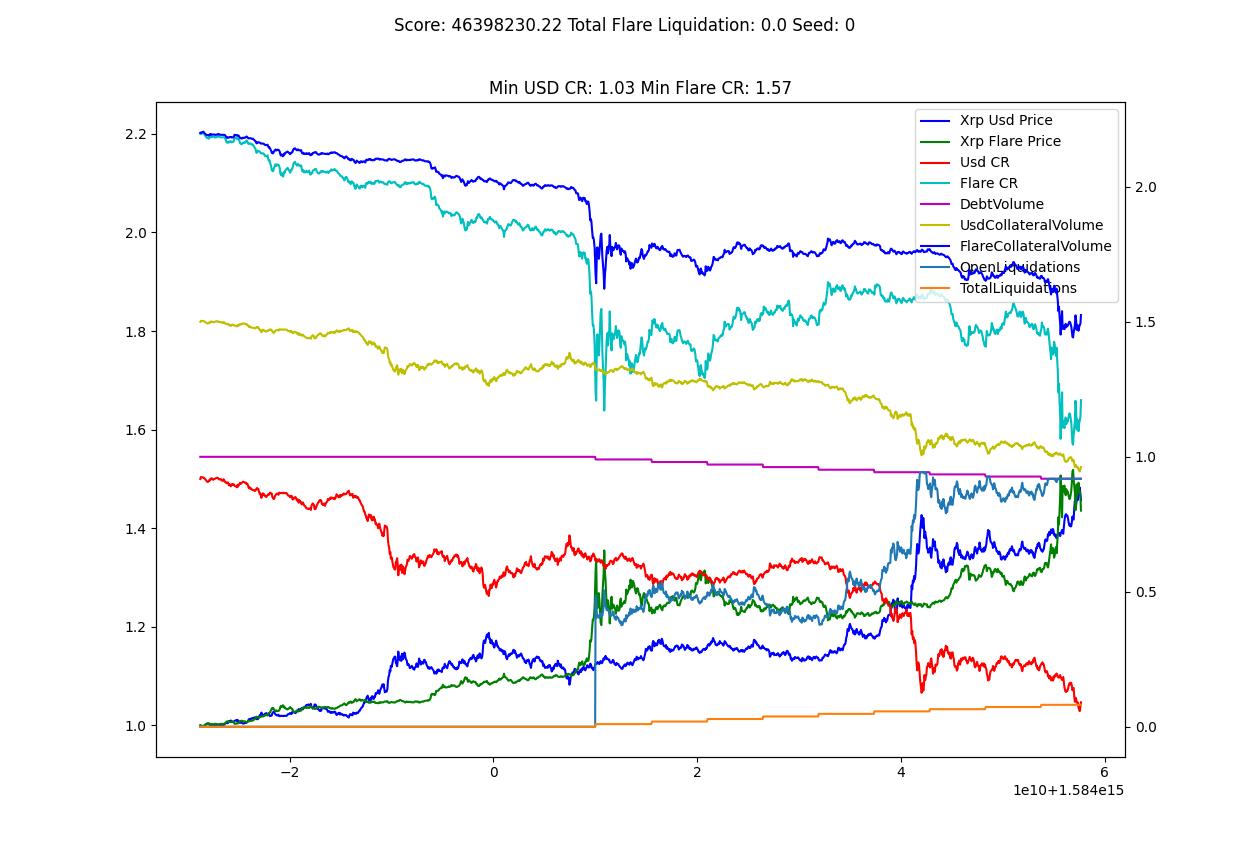 Score: 46398230.22 Total Flare Liquidation: 0.0 Seed: 0
Min USD CR: 1.03 Min Flare CR: 1.57
2.2
2.0
1.8
1.6
1.4
1.2
1.0
Xrp Usd Price
Xrp Flare Price
Usd CR
Flare CR
DebtVolume
UsdCollateralVolume
FlareCollateralVolume
OpenLiquidations
TotalLiquidations
2.0
1.5
1.0
0.5
0.0
−2
0
2
4
6
1e10+1.584e15